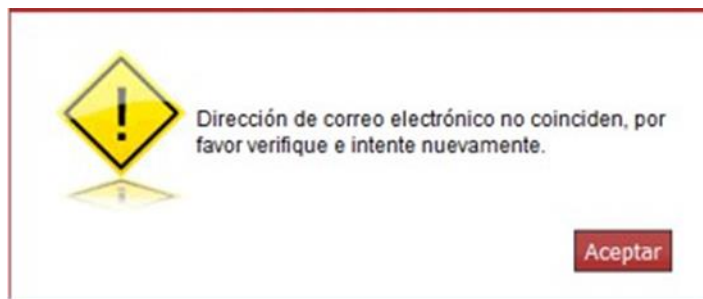 Dirección de correo electrónico no coinciden, por
favor verifique e intente nuevamente.
Aceptar